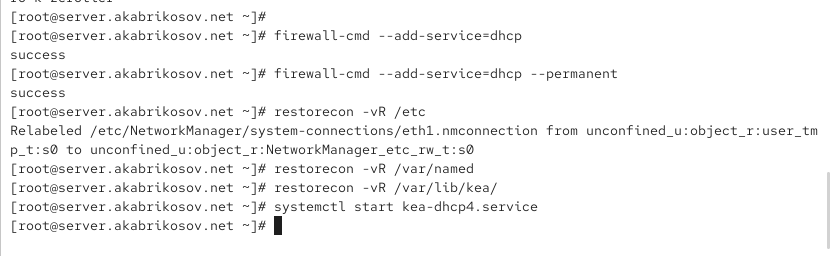 [root@server.akabrikosov.net ~]#
[root@server.akabrikosov.net ~]# firewall-cmd --add-service=dhcp
success
[root@server.akabrikosov.net ~]# firewall-cmd --add-service=dhcp --permanent
success
[root@server.akabrikosov.net ~]# restorecon -vR /etc
Relabeled /etc/NetworkManager/system-connections/eth1.nmconnection from unconfined_u:object_r:user_tm
p_t:s0 to unconfined_u:object_r:NetworkManager_etc_rw_t:s0
[root@server.akabrikosov.net ~]# restorecon -vR /var/named
[root@server.akabrikosov.net ~]# restorecon -vR /var/lib/kea/
[root@server.akabrikosov.net ~]# systemctl start kea-dhcp4.service
[root@server.akabrikosov.net ~]#